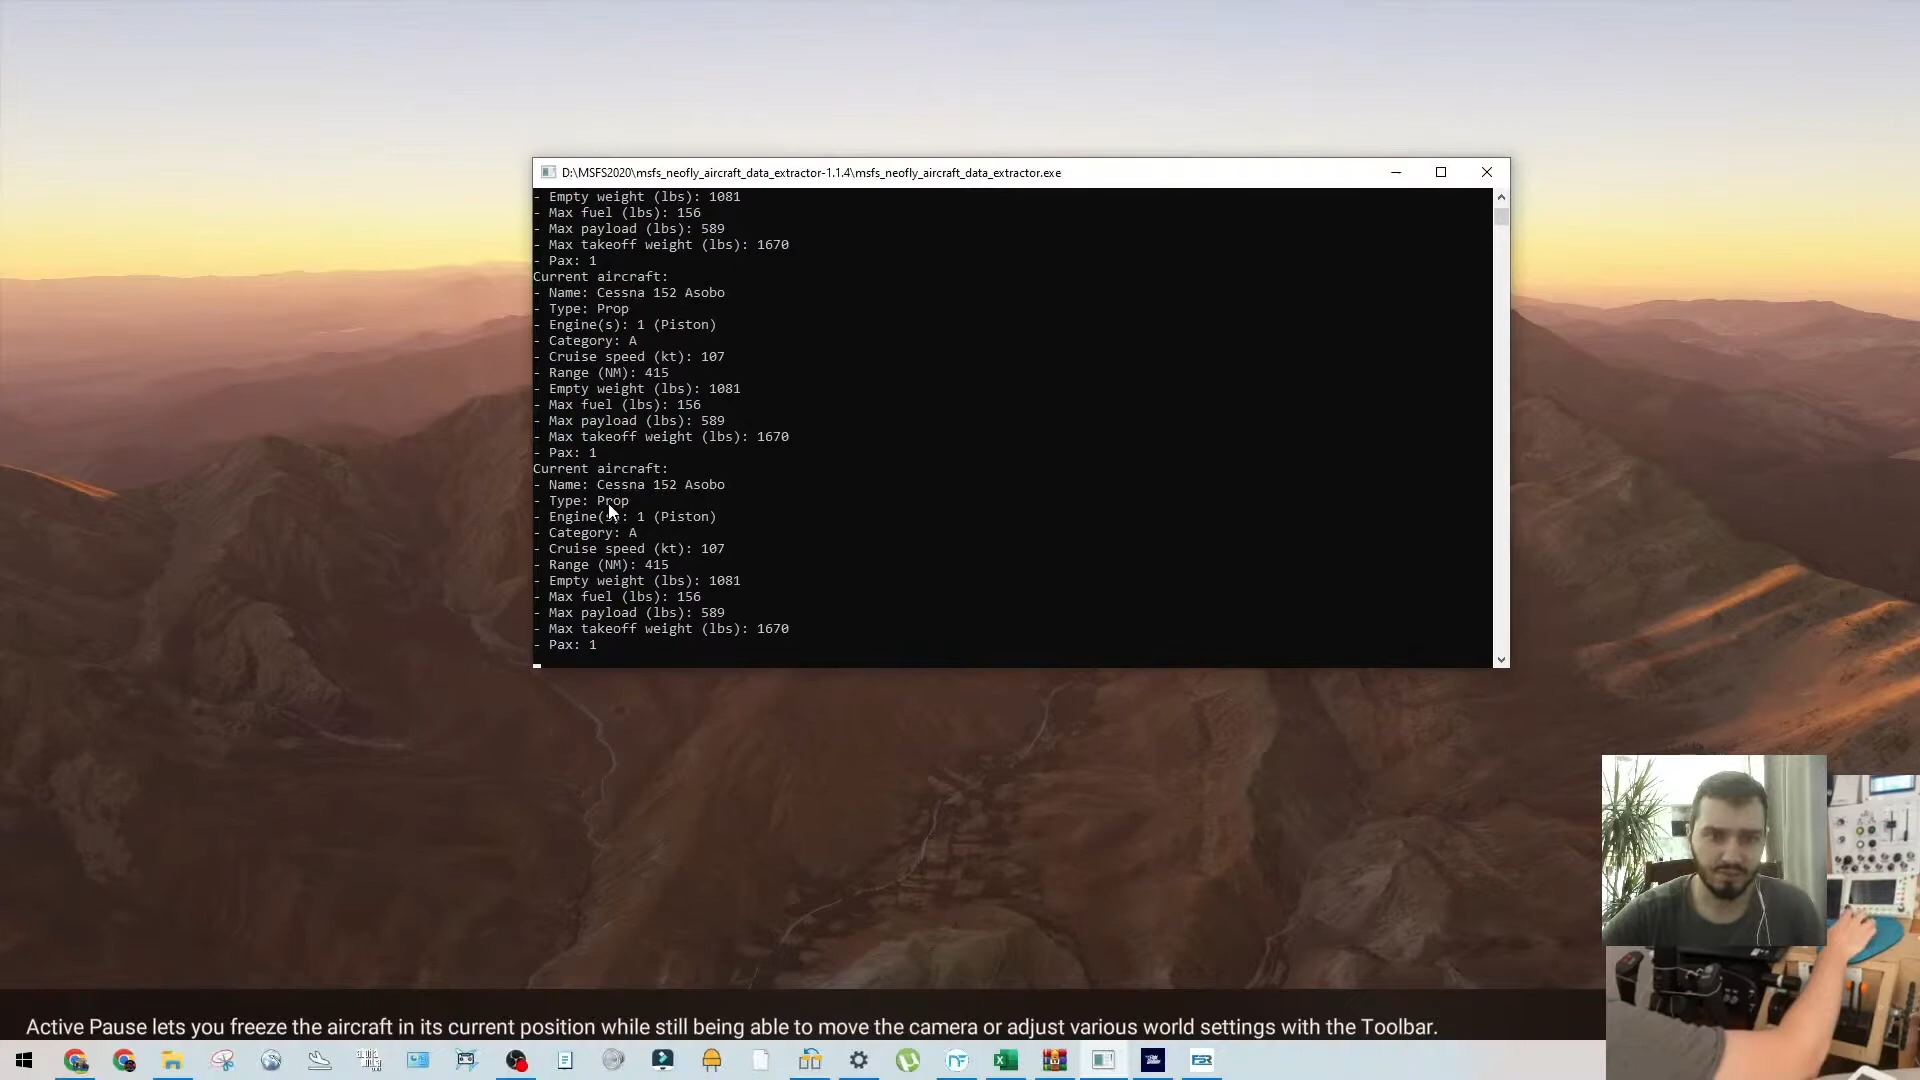 D:\MSFS2020\msfs_neofly_aircraft_data_extractor-1.1.4\msfs_neofly_aircraft_data_extractor.exe
- Empty weight (lbs): 1081
- Max fuel (lbs): 156
- Max payload (lbs): 589
- Max takeoff weight (lbs): 1670
- Pax: 1
Current aircraft:
- Name: Cessna 152 Asobo
- Type: Prop
- Engine(s): 1 (Piston)
- Category: A
- Cruise speed (kt): 107
- Range (NM): 415
- Empty weight (lbs): 1081
- Max fuel (lbs): 156
- Max payload (lbs): 589
- Max takeoff weight (lbs): 1670
- Pax: 1
Current aircraft:
- Name: Cessna 152 Asobo
- Type: Prop
- Engine(s): 1 (Piston)
- Category: A
- Cruise speed (kt): 107
- Range (NM): 415
- Empty weight (lbs): 1081
- Max fuel (lbs): 156
- Max payload (lbs): 589
- Max takeoff weight (lbs): 1670
- Pax: 1
Active Pause lets you freeze the aircraft in its current position while still being able to move the camera or adjust various world settings with the Toolbar.